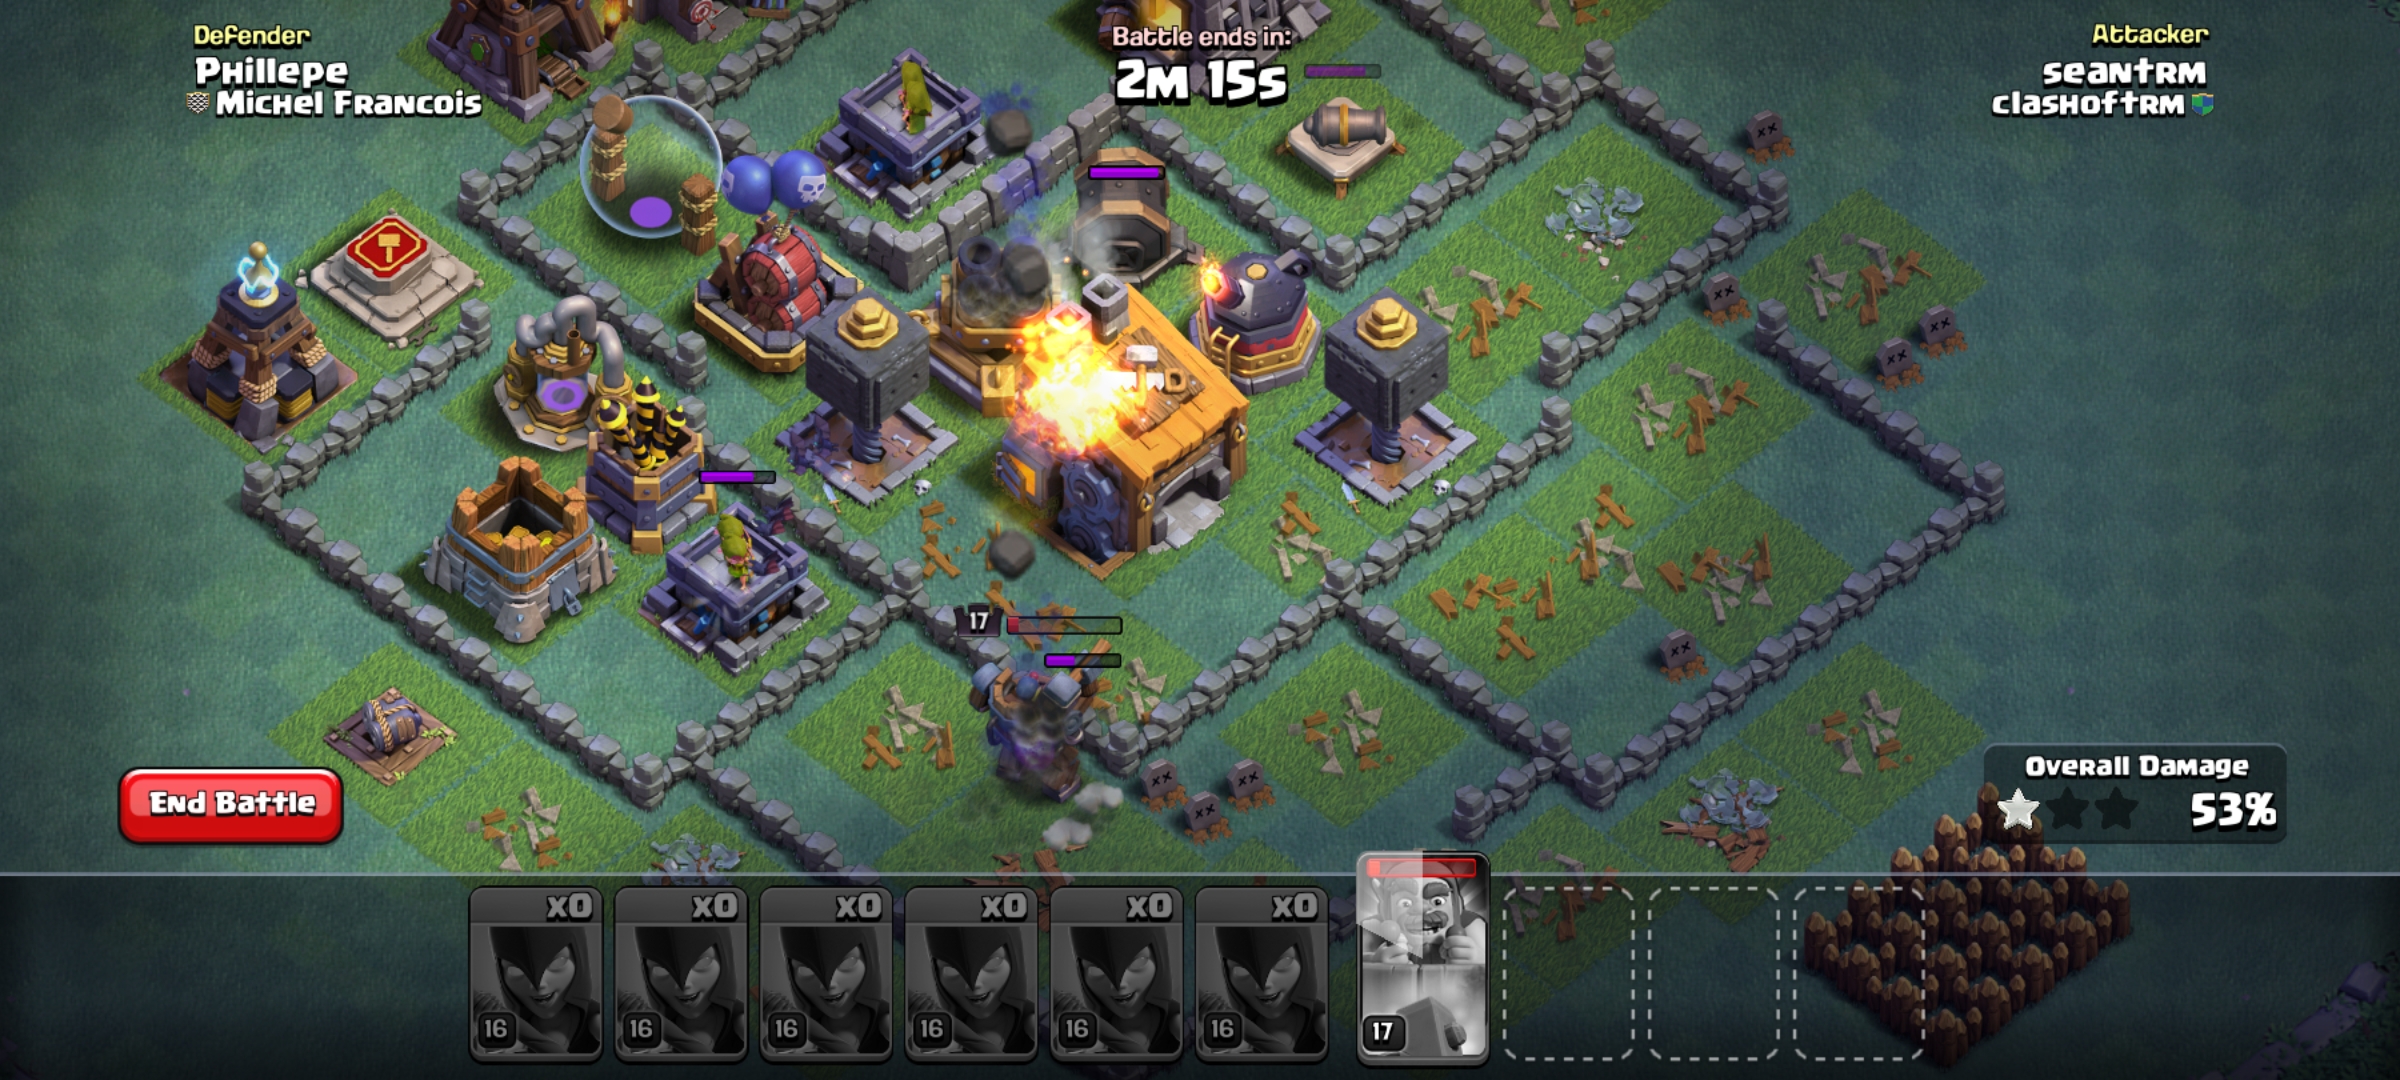 Defender
Phillepe
Michel Francois
Battle ends in:
2M 15s
Attacker
seantRM
clashoftRM
17
End Battle
Overall Damage
53%
x0
x0
x0
x0
x0
x0
16
16
16
16
16
16
17